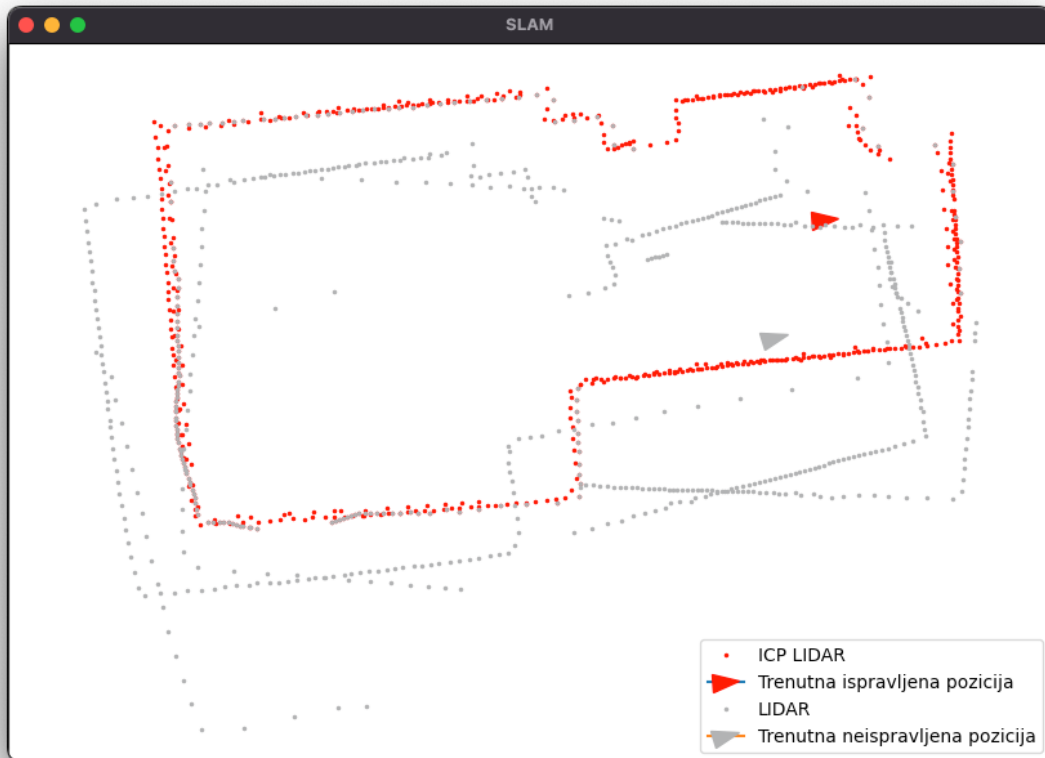 SLAM
ICP LIDAR
Trenutna ispravljena pozicija
LIDAR
Trenutna neispravljena pozicija